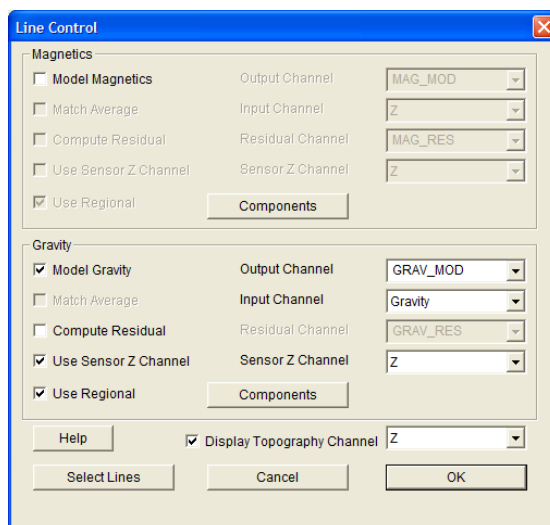 Line Control
Magnetics
Model Magnetics Output Channel MAG_MOD
Match Average Input Channel Z
Compute Residual Residual Channel MAG_RES
Use Sensor Z Channel Sensor Z Channel Z
Use Regional Components
Gravity
Model Gravity Output Channel GRAV_MOD
Match Average Input Channel Gravity
Compute Residual Residual Channel GRAV_RES
Use Sensor Z Channel Sensor Z Channel Z
Use Regional Components
Help Display Topography Channel Z
Select Lines Cancel OK